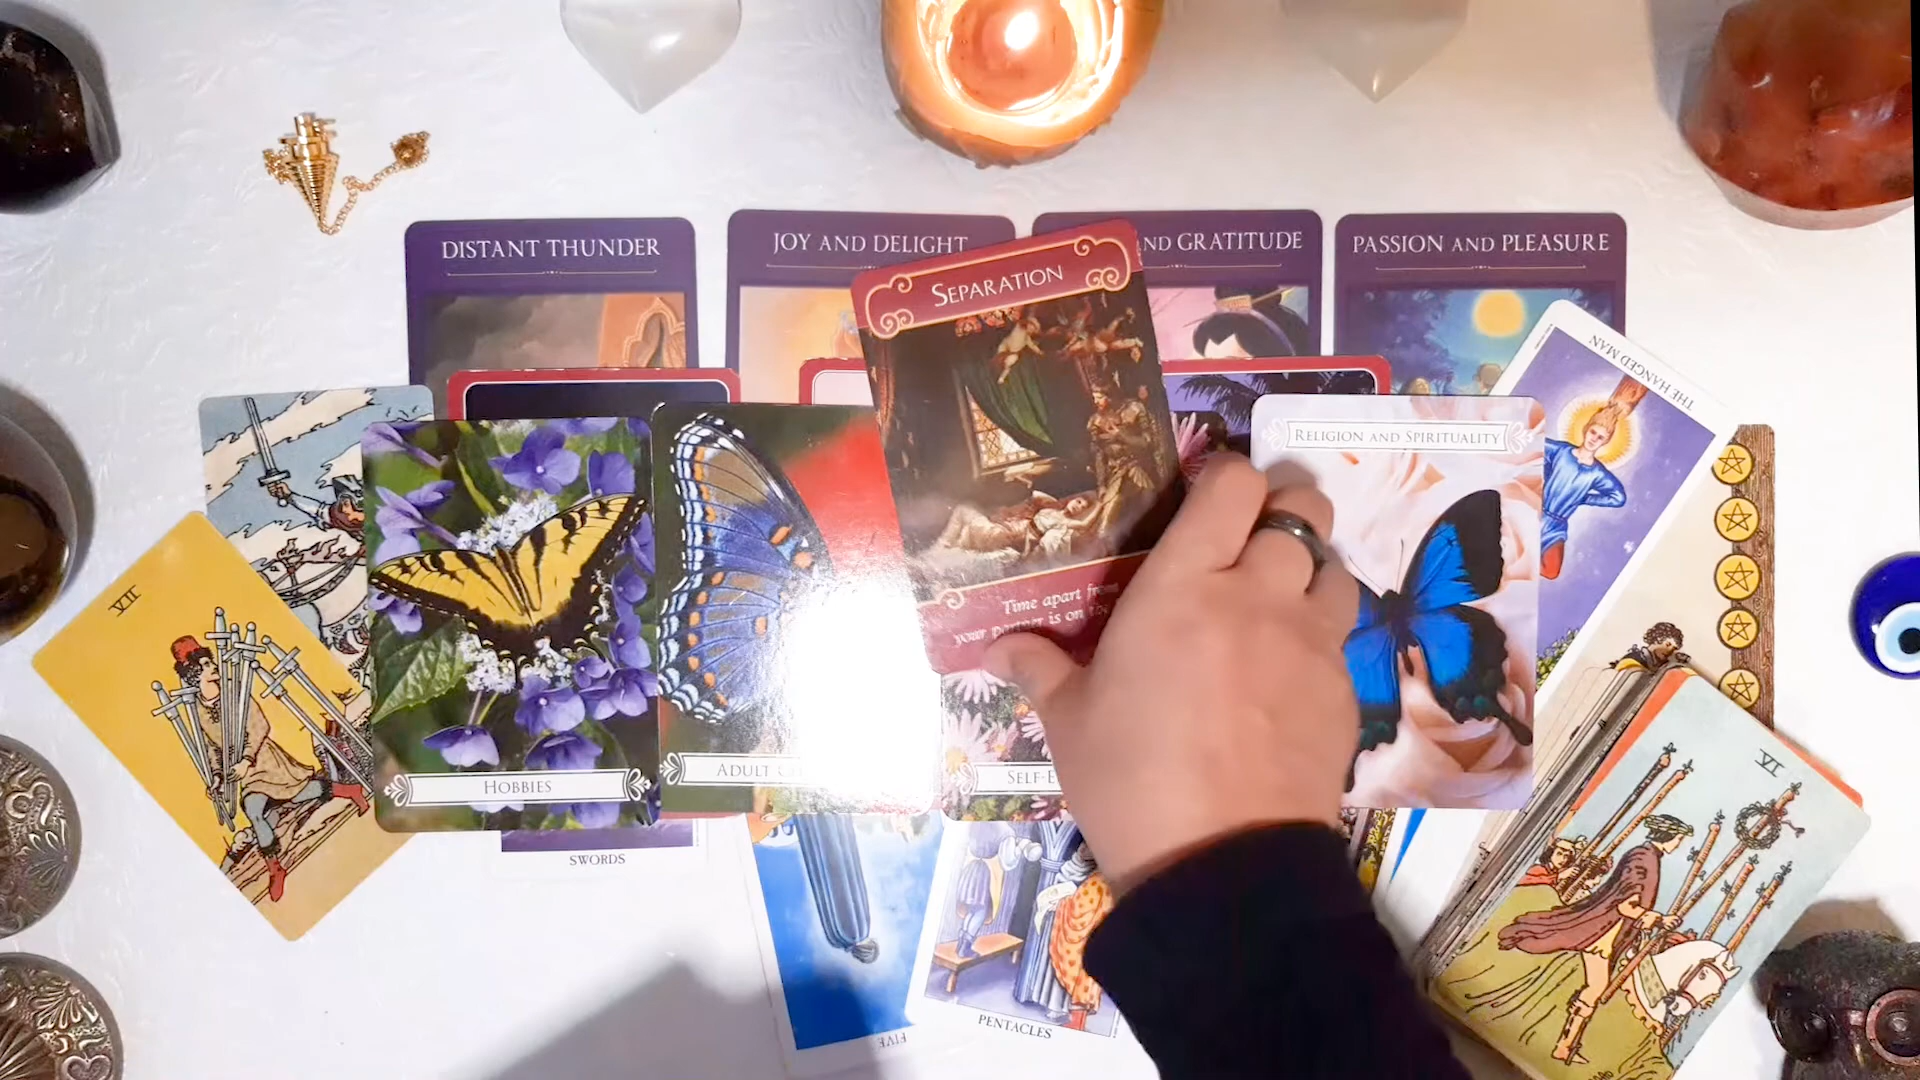 DISTANT THUNDER
JOY AND DELIGHT
AND GRATITUDE
PASSION AND PLEASURE
SEPARATION
THE HANGED MAN
RELIGION AND SPIRITUALITY
Time apart from
your partner is on
VII
VI
HOBBIES
ADULT
SELF-
SWORDS
PENTACLES
FIVE